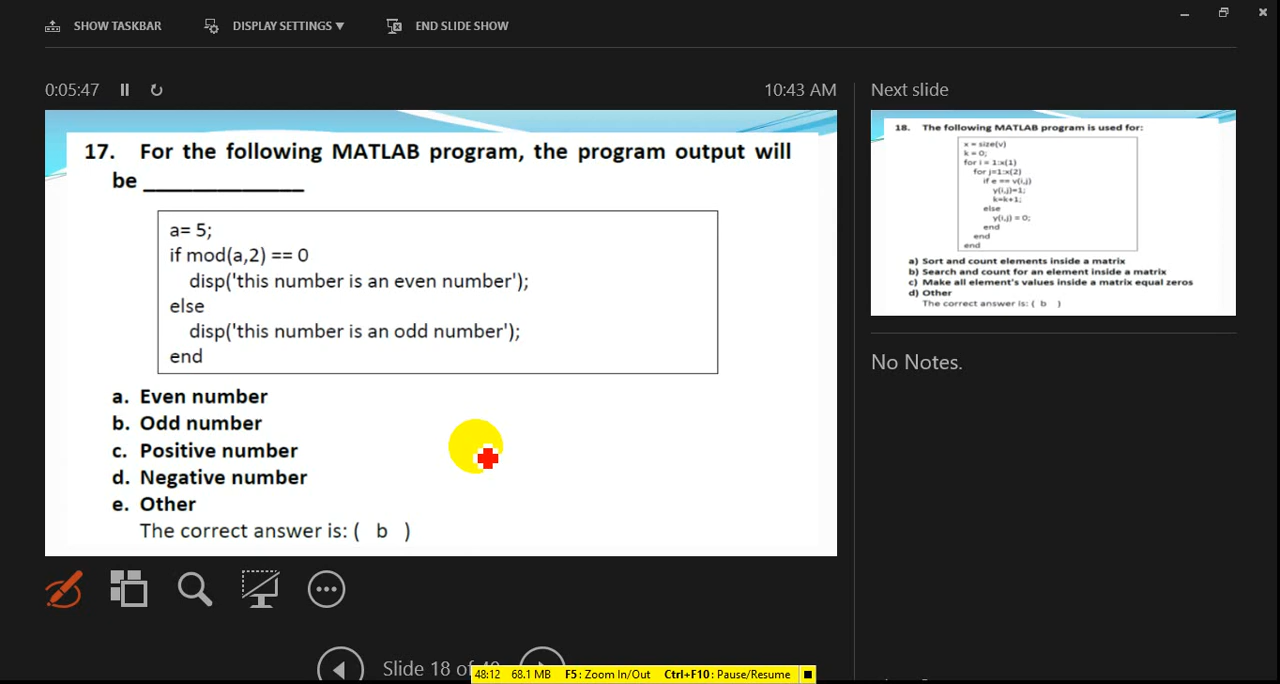 SHOW TASKBAR
DISPLAY SETTINGS ▼
END SLIDE SHOW
0:05:47
10:43 AM
17. For the following MATLAB program, the program output will
be ______________
a= 5;
if mod(a,2) == 0
disp('this number is an even number');
else
disp('this number is an odd number');
end
a. Even number
b. Odd number
c. Positive number
d. Negative number
e. Other
The correct answer is: ( b )
Next slide
18. The following MATLAB program is used for:
x = size(v)
k = 0;
for i = 1:x(1)
for j=1:x(2)
if e == v(i,j)
y(i,j)=1;
k=k+1;
else
y(i,j) = 0;
end
end
end
a) Sort and count elements inside a matrix
b) Search and count for an element inside a matrix
c) Make all element's values inside a matrix equal zeros
d) Other
The correct answer is: ( b )
No Notes.
Slide 18 of
48:12 68.1 MB F5: Zoom In/Out Ctrl+F10: Pause/Resume